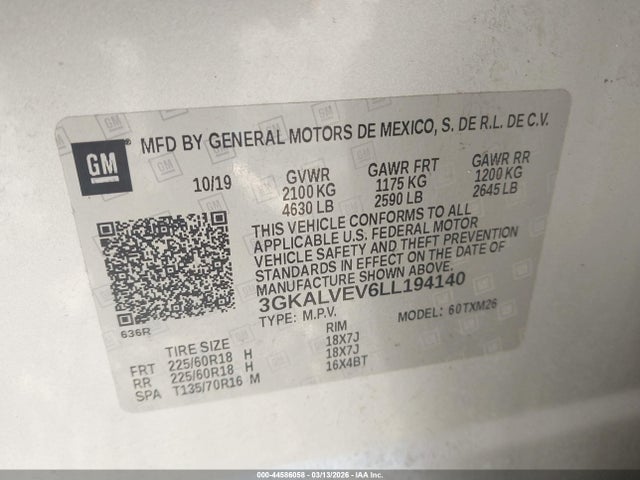 GM
MFD BY GENERAL MOTORS DE MEXICO, S. DE R.L. DE C.V.
10/19 GVWR GAWR FRT GAWR RR
2100 KG 1175 KG 1200 KG
4630 LB 2590 LB 2645 LB
THIS VEHICLE CONFORMS TO ALL
APPLICABLE U.S. FEDERAL MOTOR
VEHICLE SAFETY AND THEFT PREVENTION
STANDARDS IN EFFECT ON THE DATE OF
MANUFACTURE SHOWN ABOVE.
3GKALVEV6LL194140
TYPE: M.P.V. MODEL: 60TXM26
636R
TIRE SIZE RIM
FRT 225/60R18 H 18X7J
RR 225/60R18 H 18X7J
SPA T135/70R16 M 16X4BT
000-44586058 - 03/13/2026 - IAA Inc.